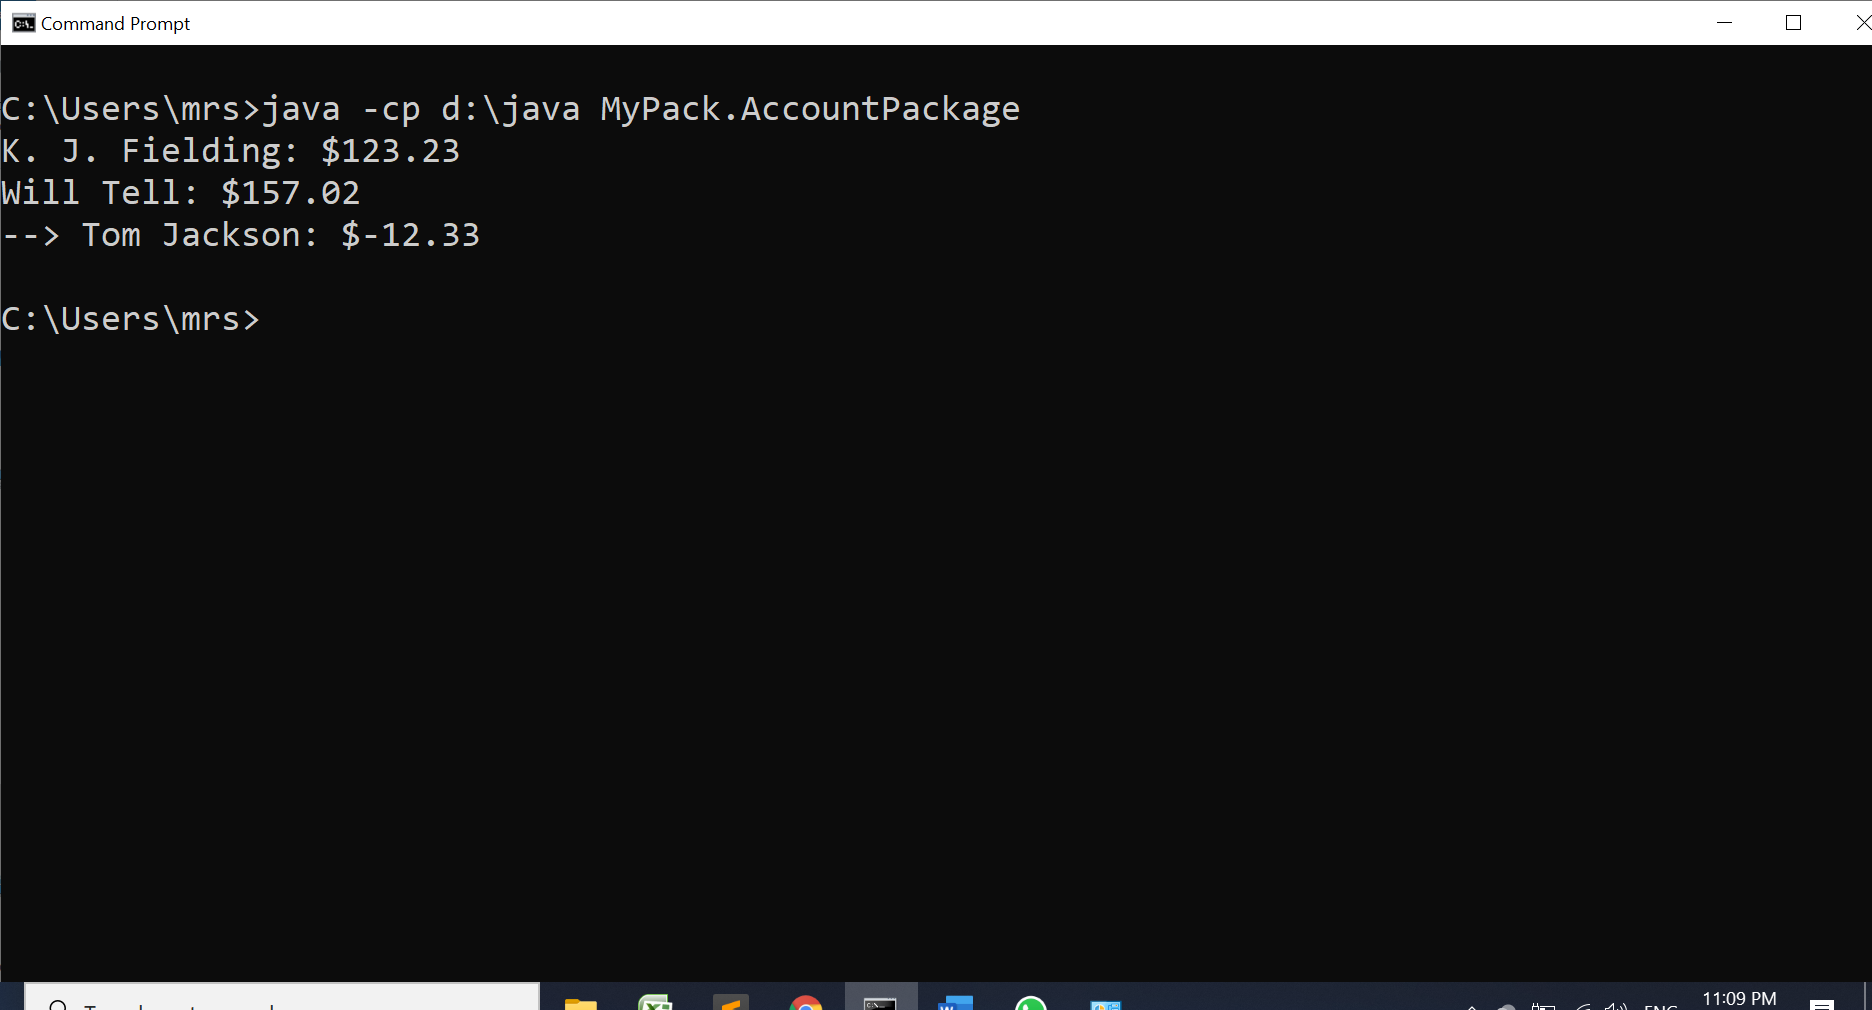 Command Prompt
C:\Users\mrs>java -cp d:\java MyPack.AccountPackage
K. J. Fielding: $123.23
Will Tell: $157.02
--> Tom Jackson: $-12.33
C:\Users\mrs>
11:09 PM